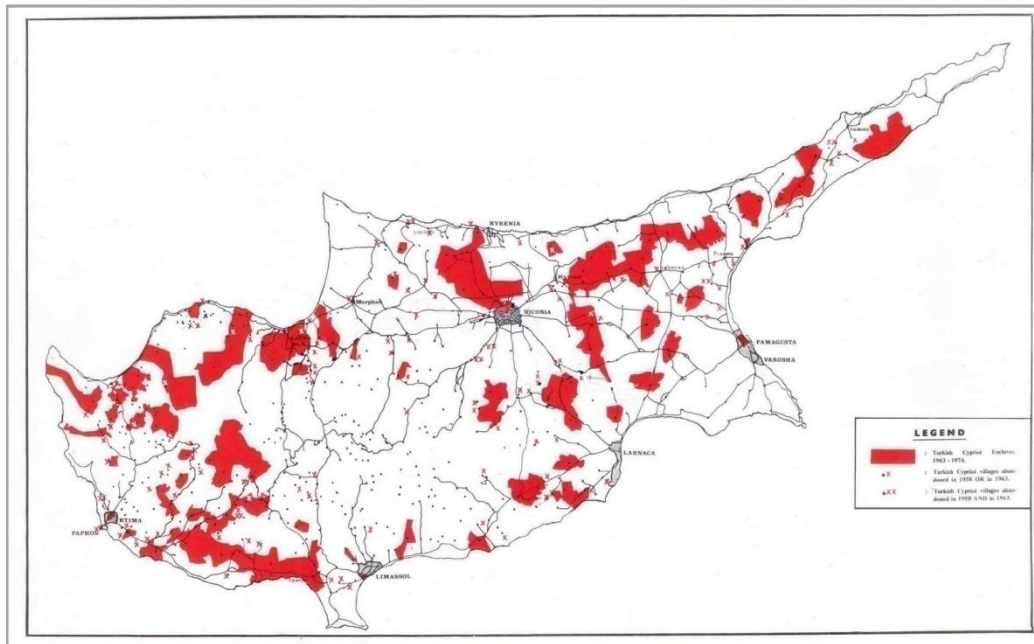 KYRENIA
Morphou
NICOSIA
FAMAGUSTA
VAROSHA
LARNACA
KTIMA
PAPHOS
LIMASSOL
LEGEND
: Turkish Cypriot Enclaves,
1963 - 1974.
X : Turkish Cypriot villages aban-
doned in 1958 OR in 1963.
XX : Turkish Cypriot villages aban-
doned in 1958 AND in 1963.